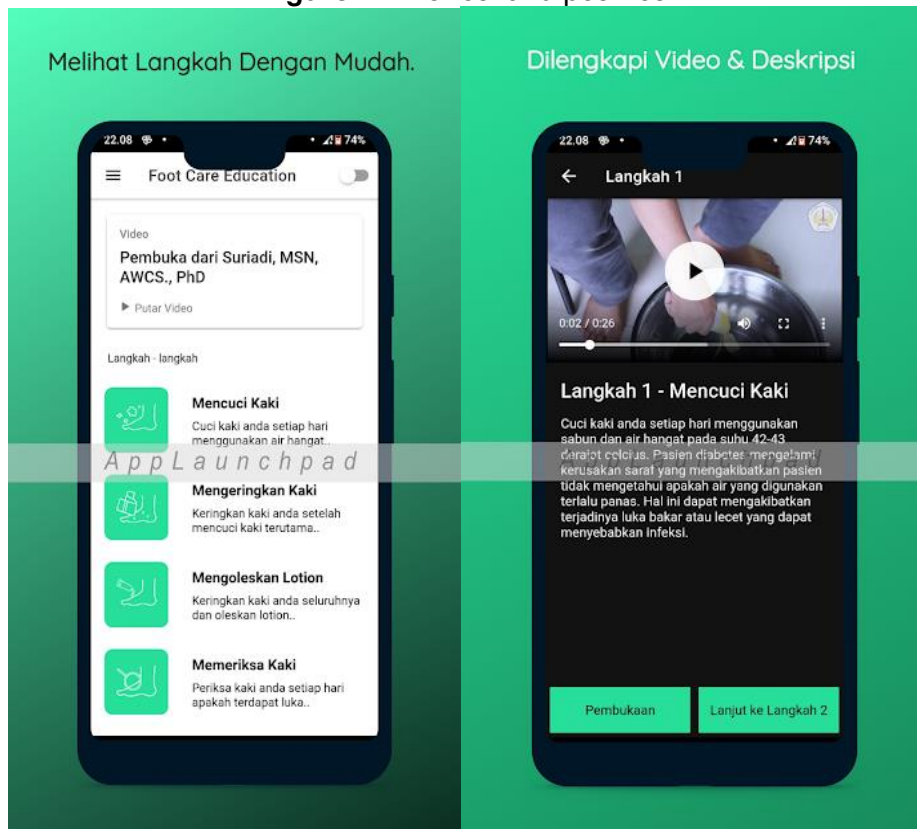 Melihat Langkah Dengan Mudah.
22.08
74%
Foot Care Education
Video
Pembuka dari Suriadi, MSN,
AWCS., PhD
Putar Video
Langkah - langkah
Mencuci Kaki
Cuci kaki anda setiap hari
menggunakan air hangat..
AppLaunchpad
Mengeringkan Kaki
Keringkan kaki anda setelah
mencuci kaki terutama..
Mengoleskan Lotion
Keringkan kaki anda seluruhnya
dan oleskan lotion..
Memeriksa Kaki
Periksa kaki anda setiap hari
apakah terdapat luka..
Dilengkapi Video & Deskripsi
22.08
74%
Langkah 1
0:02 / 0:26
Langkah 1 - Mencuci Kaki
Cuci kaki anda setiap hari menggunakan
sabun dan air hangat pada suhu 42-43
derajot celcius. Pasien diabetes mengalami
kerusakan saraf yang mengakibatkan pasien
tidak mengetahui apakah air yang digunakan
terlalu panas. Hal ini dapat mengakibatkan
terjadinya luka bakar atau lecet yang dapat
menyebabkan infeksi.
AppLaunchpad
Pembukaan
Lanjut ke Langkah 2